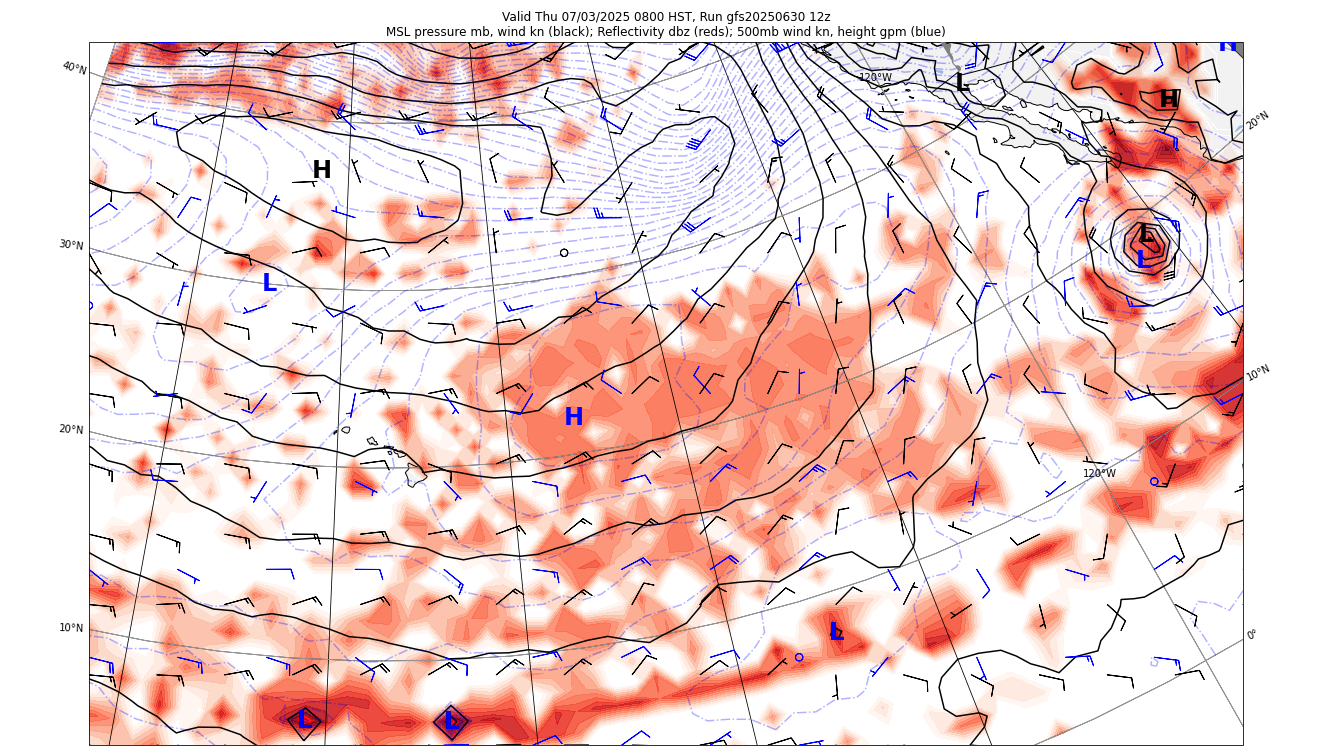 Valid Thu 07/03/2025 0800 HST, Run gfs20250630 12z
MSL pressure mb, wind kn (black); Reflectivity dbz (reds); 500mb wind kn, height gpm (blue)
H
40°N
120°W
L
H
20°N
H
30°N
L
L
L
10°N
H
20°N
120°W
10°N
L
0°
L
L